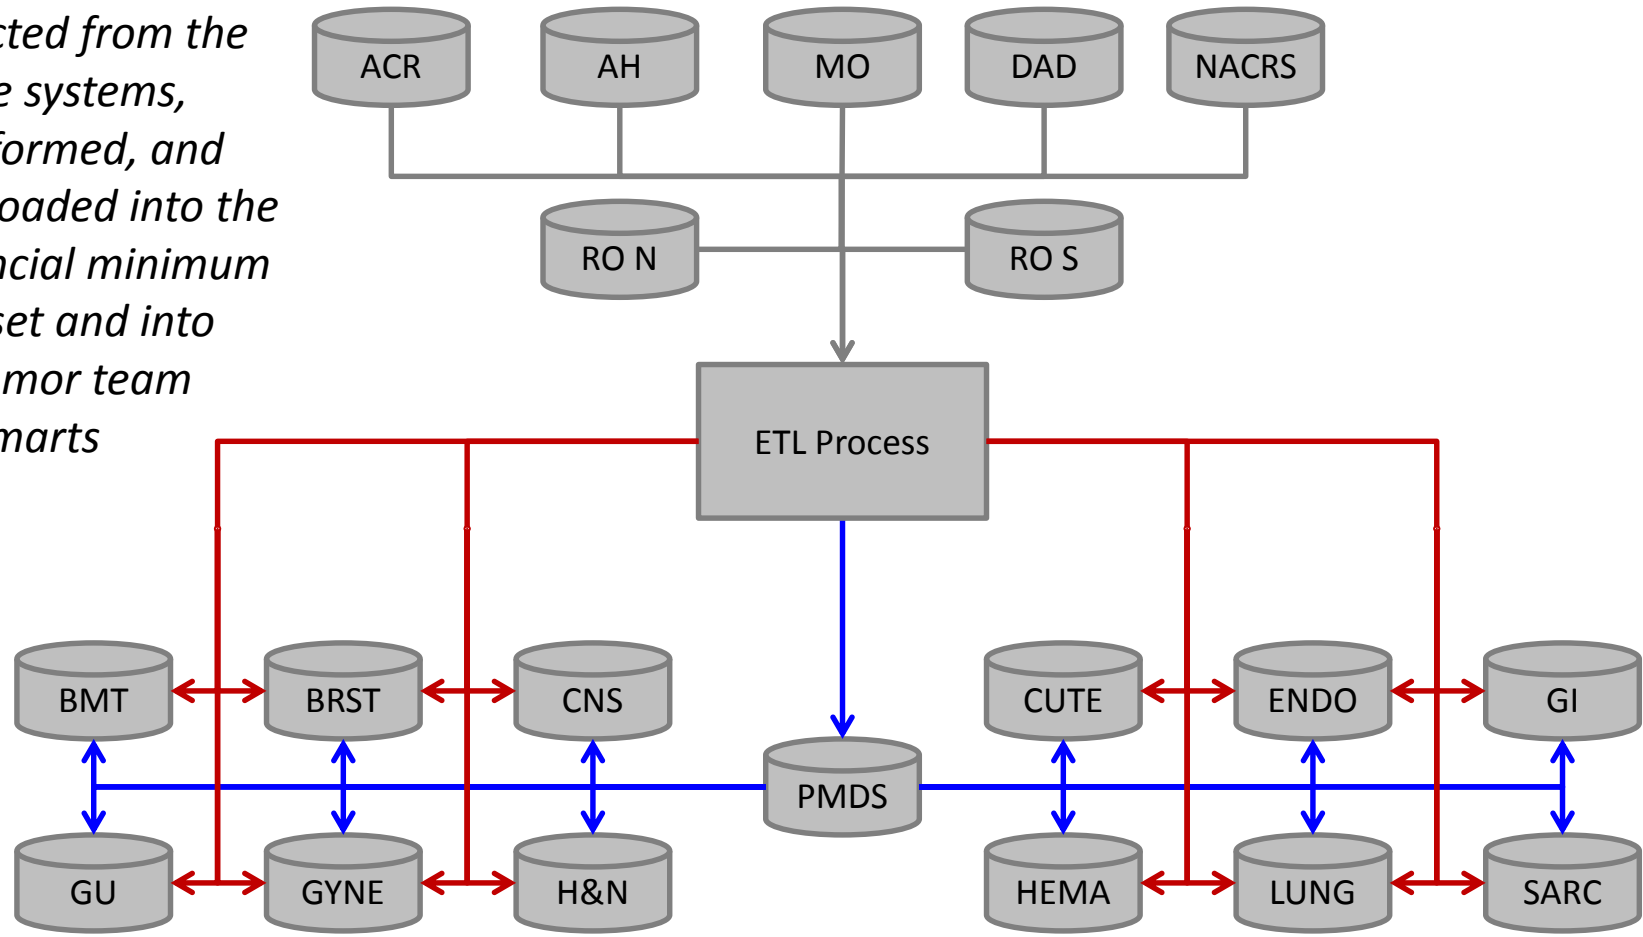 cted from the
e systems,
formed, and
oaded into the
ncial minimum
set and into
mor team
marts
ACR AH MO DAD NACRS
RO N RO S
ETL Process
BMT BRST CNS CUTE ENDO GI
PMDS
GU GYNE H&N HEMA LUNG SARC